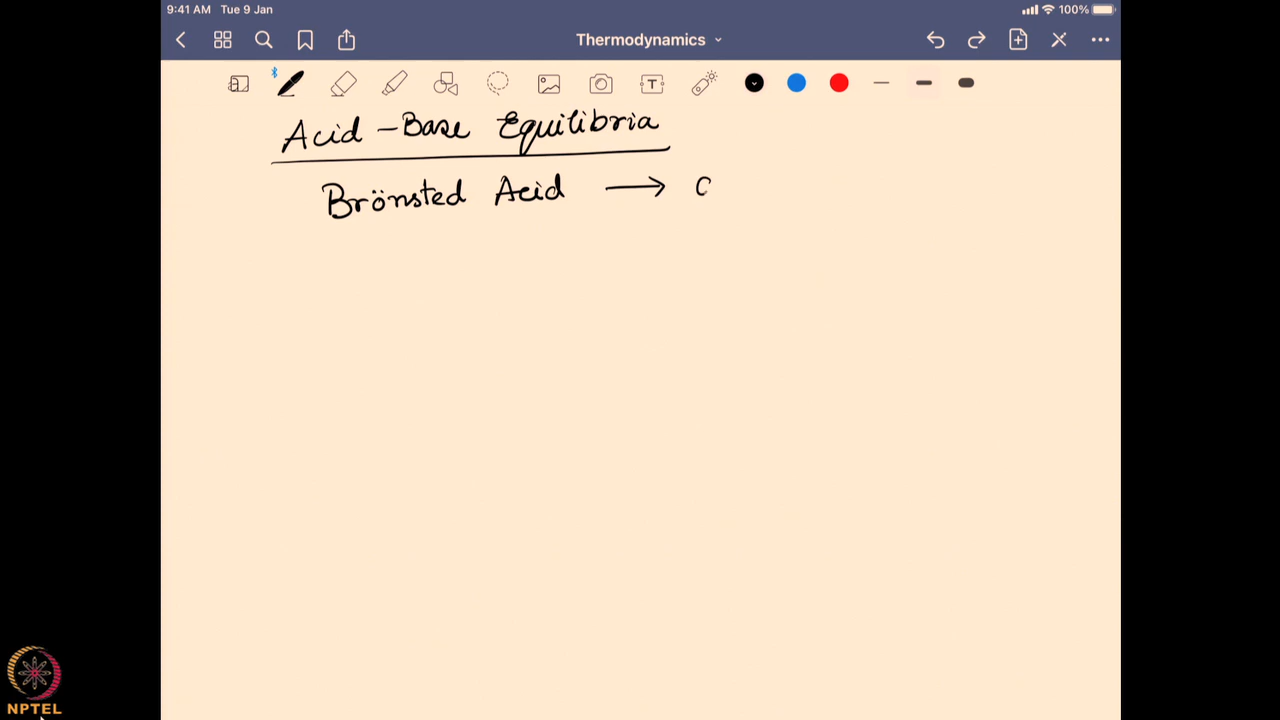 9:41 AM Tue 9 Jan 100%
Thermodynamics
T
Acid - Base Equilibria
Brönsted Acid → C
NPTEL